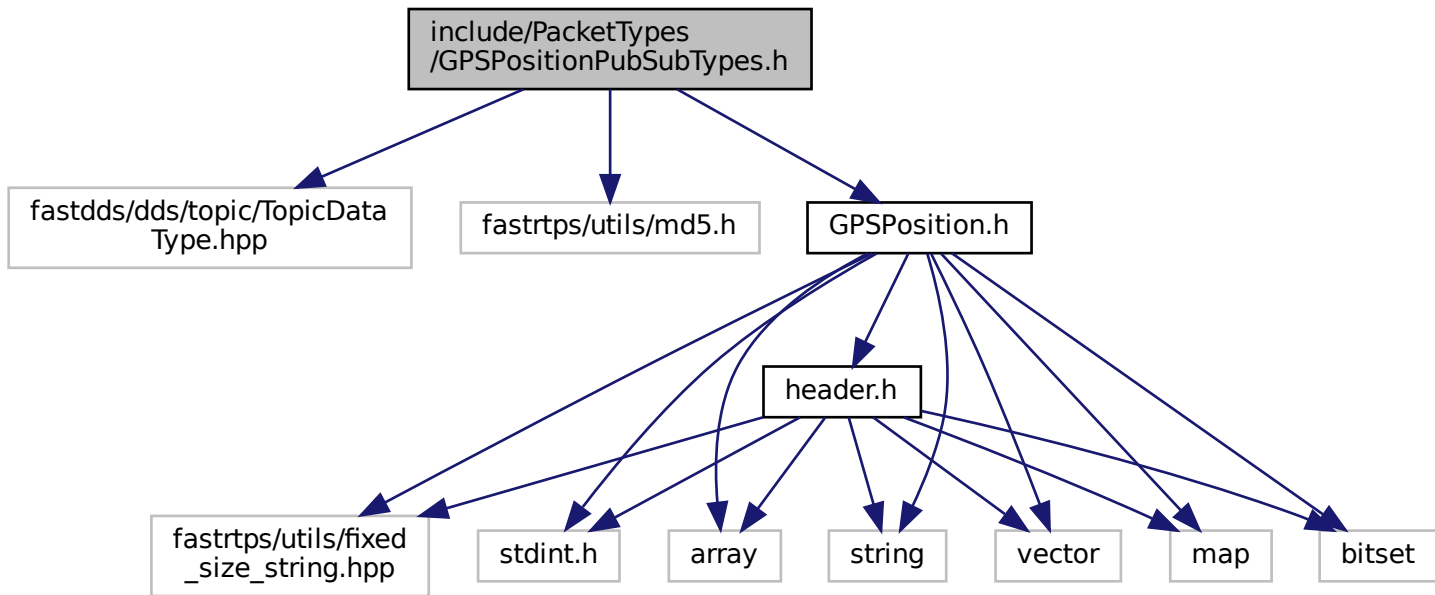 include/PacketTypes
/GPSPositionPubSubTypes.h
fastdds/dds/topic/TopicData
Type.hpp
fastrtps/utils/md5.h
GPSPosition.h
header.h
fastrtps/utils/fixed
_size_string.hpp
stdint.h
array
string
vector
map
bitset